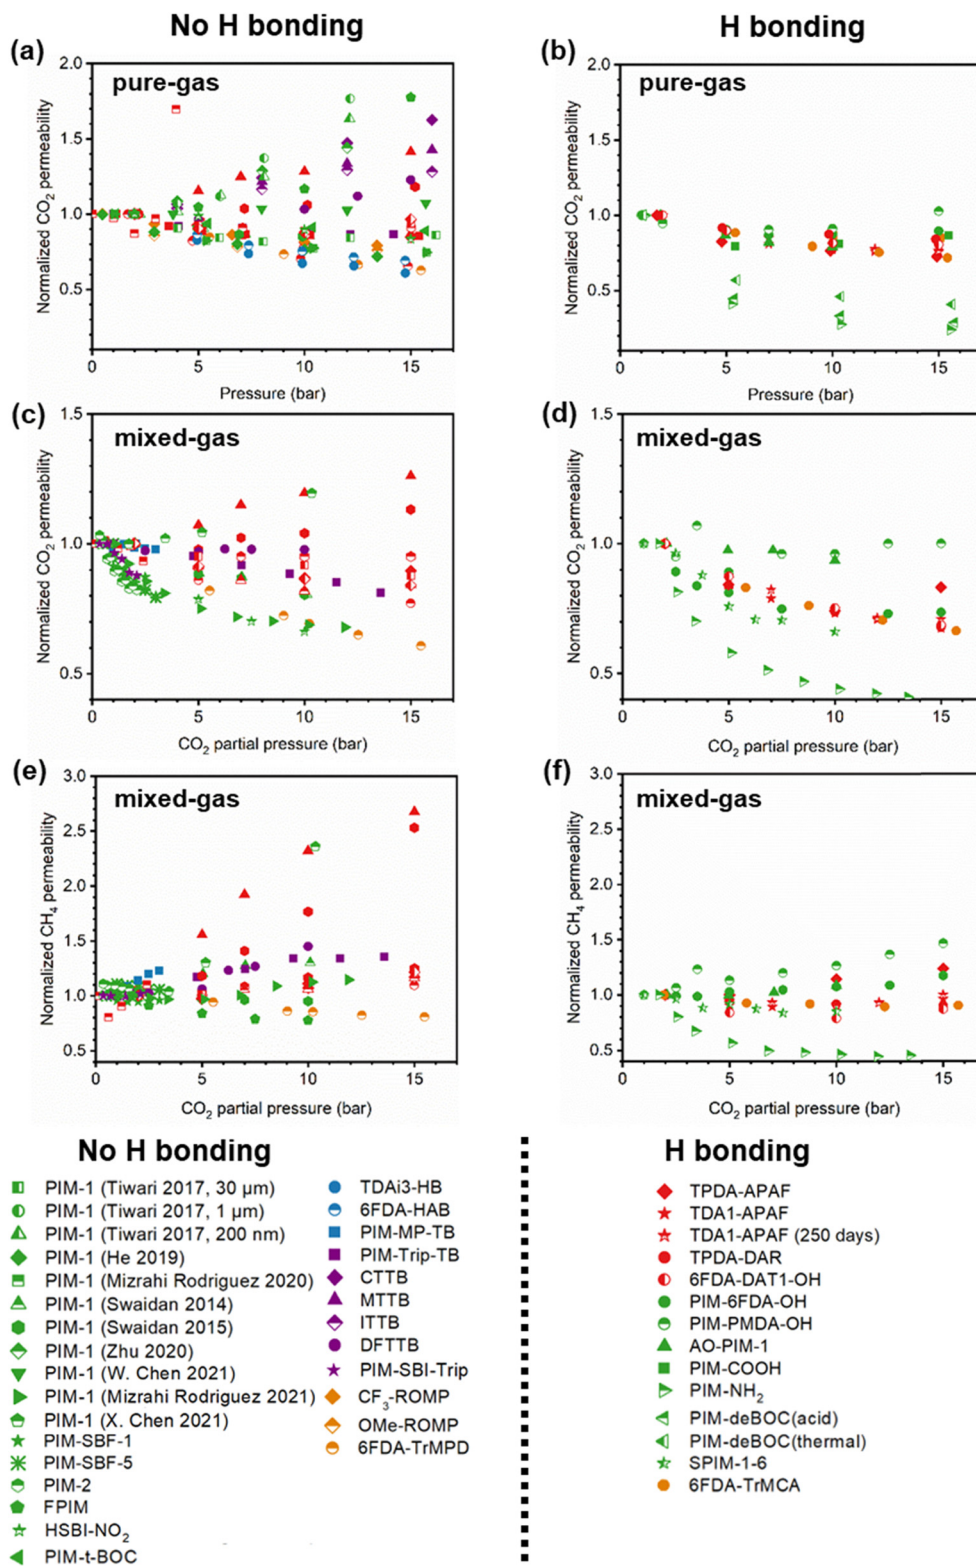 No H bonding
H bonding
(a)
pure-gas
2.0
1.5
1.0
0.5
Normalized CO₂ permeability
0 5 10 15
Pressure (bar)
(b)
pure-gas
2.0
1.5
1.0
0.5
Normalized CO₂ permeability
0 5 10 15
Pressure (bar)
(c)
mixed-gas
1.5
1.0
0.5
Normalized CO₂ permeability
0 5 10 15
CO₂ partial pressure (bar)
(d)
mixed-gas
1.5
1.0
0.5
Normalized CO₂ permeability
0 5 10 15
CO₂ partial pressure (bar)
(e)
mixed-gas
3.0
2.5
2.0
1.5
1.0
0.5
Normalized CH₄ permeability
0 5 10 15
CO₂ partial pressure (bar)
(f)
mixed-gas
3.0
2.5
2.0
1.5
1.0
0.5
Normalized CH₄ permeability
0 5 10 15
CO₂ partial pressure (bar)
No H bonding
PIM-1 (Tiwari 2017, 30 μm)
PIM-1 (Tiwari 2017, 1 μm)
PIM-1 (Tiwari 2017, 200 nm)
PIM-1 (He 2019)
PIM-1 (Mizrahi Rodriguez 2020)
PIM-1 (Swaidan 2014)
PIM-1 (Swaidan 2015)
PIM-1 (Zhu 2020)
PIM-1 (W. Chen 2021)
PIM-1 (Mizrahi Rodriguez 2021)
PIM-1 (X. Chen 2021)
PIM-SBF-1
PIM-SBF-5
PIM-2
FPIM
HSBI-NO₂
PIM-t-BOC
TDAi3-HB
6FDA-HAB
PIM-MP-TB
PIM-Trip-TB
CTTB
MTTB
ITTB
DFTTB
PIM-SBI-Trip
CF₃-ROMP
OMe-ROMP
6FDA-TrMPD
H bonding
TPDA-APAF
TDA1-APAF
TDA1-APAF (250 days)
TPDA-DAR
6FDA-DAT1-OH
PIM-6FDA-OH
PIM-PMDA-OH
AO-PIM-1
PIM-COOH
PIM-NH₂
PIM-deBOC(acid)
PIM-deBOC(thermal)
SPIM-1-6
6FDA-TrMCA